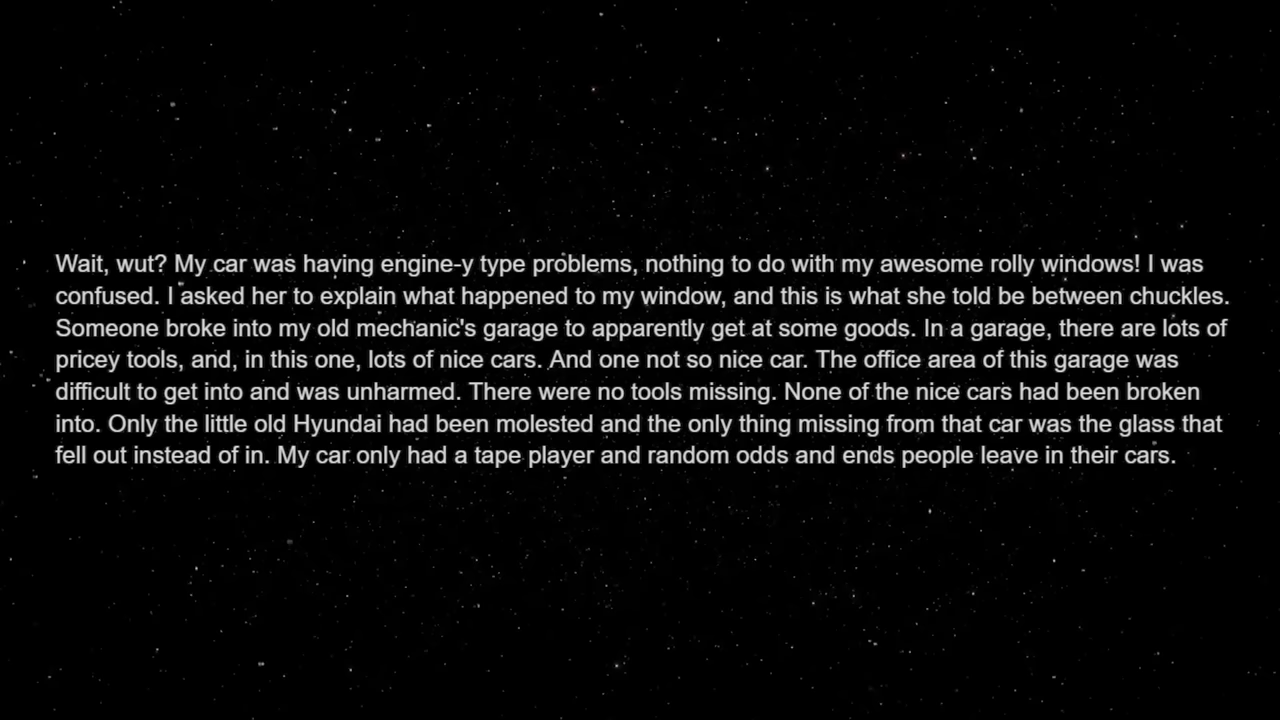 Wait, wut? My car was having engine-y type problems, nothing to do with my awesome rolly windows! I was
confused. I asked her to explain what happened to my window, and this is what she told be between chuckles.
Someone broke into my old mechanic's garage to apparently get at some goods. In a garage, there are lots of
pricey tools, and, in this one, lots of nice cars. And one not so nice car. The office area of this garage was
difficult to get into and was unharmed. There were no tools missing. None of the nice cars had been broken
into. Only the little old Hyundai had been molested and the only thing missing from that car was the glass that
fell out instead of in. My car only had a tape player and random odds and ends people leave in their cars.